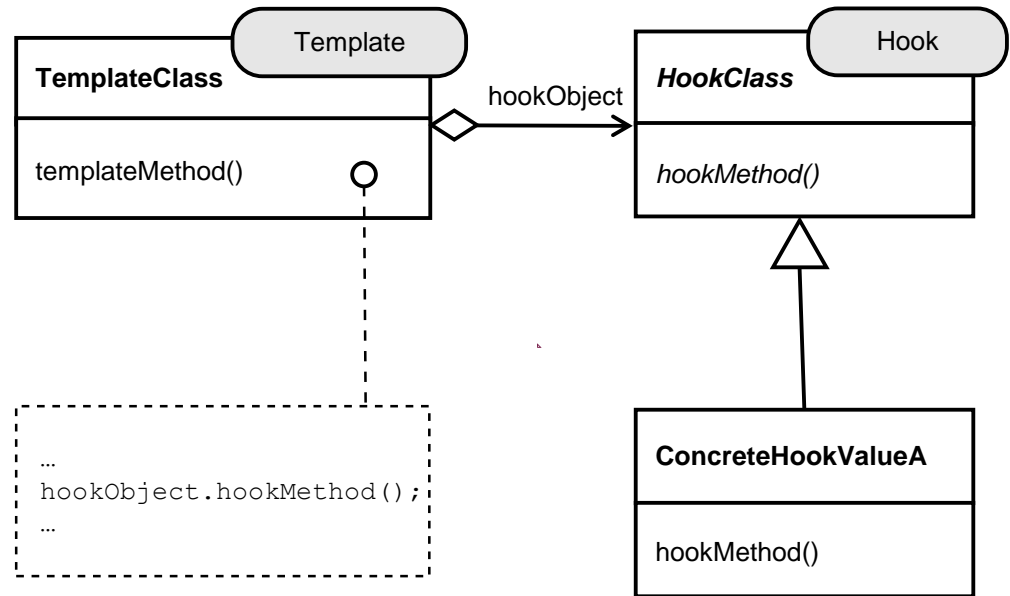 Template
TemplateClass
templateMethod()
hookObject
Hook
HookClass
hookMethod()
…
hookObject.hookMethod();
…
ConcreteHookValueA
hookMethod()